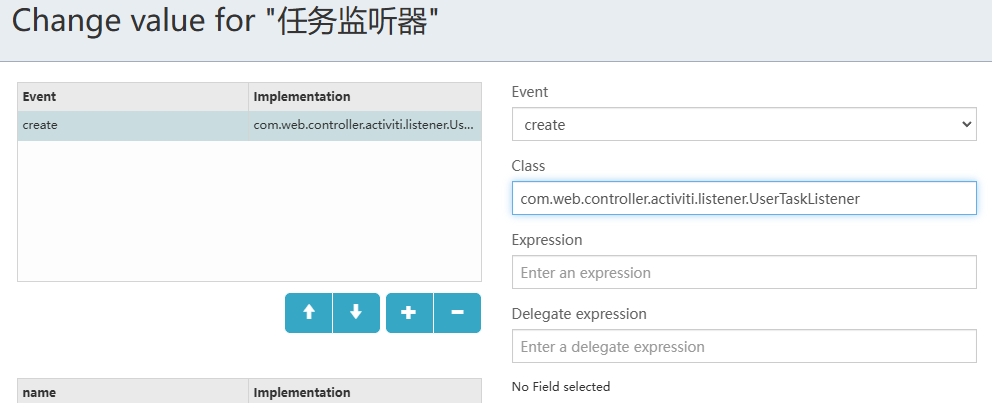 Change value for "任务监听器"
Event Implementation
create com.web.controller.activiti.listener.Us...
name Implementation
Event
create
Class
com.web.controller.activiti.listener.UserTaskListener
Expression
Enter an expression
Delegate expression
Enter a delegate expression
No Field selected